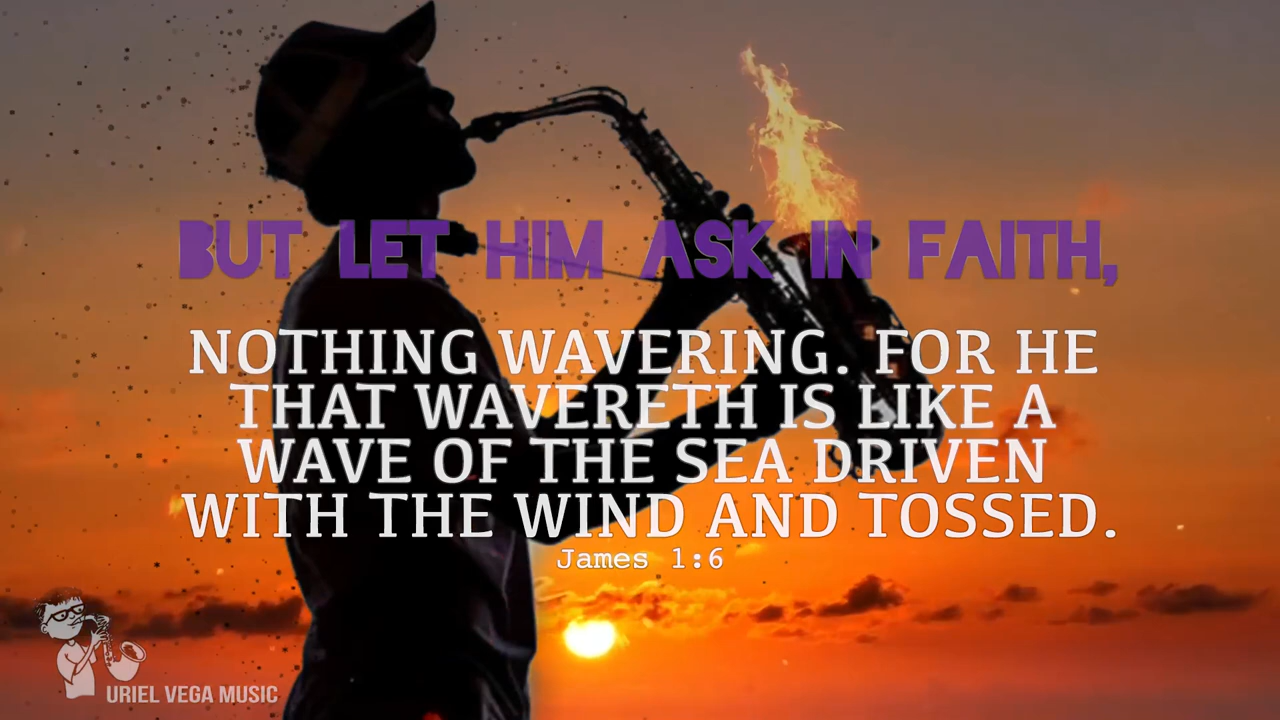 BUT LET HIM ASK IN FAITH,
NOTHING WAVERING. FOR HE
THAT WAVERETH IS LIKE A
WAVE OF THE SEA DRIVEN
WITH THE WIND AND TOSSED.
James 1:6
URIEL VEGA MUSIC